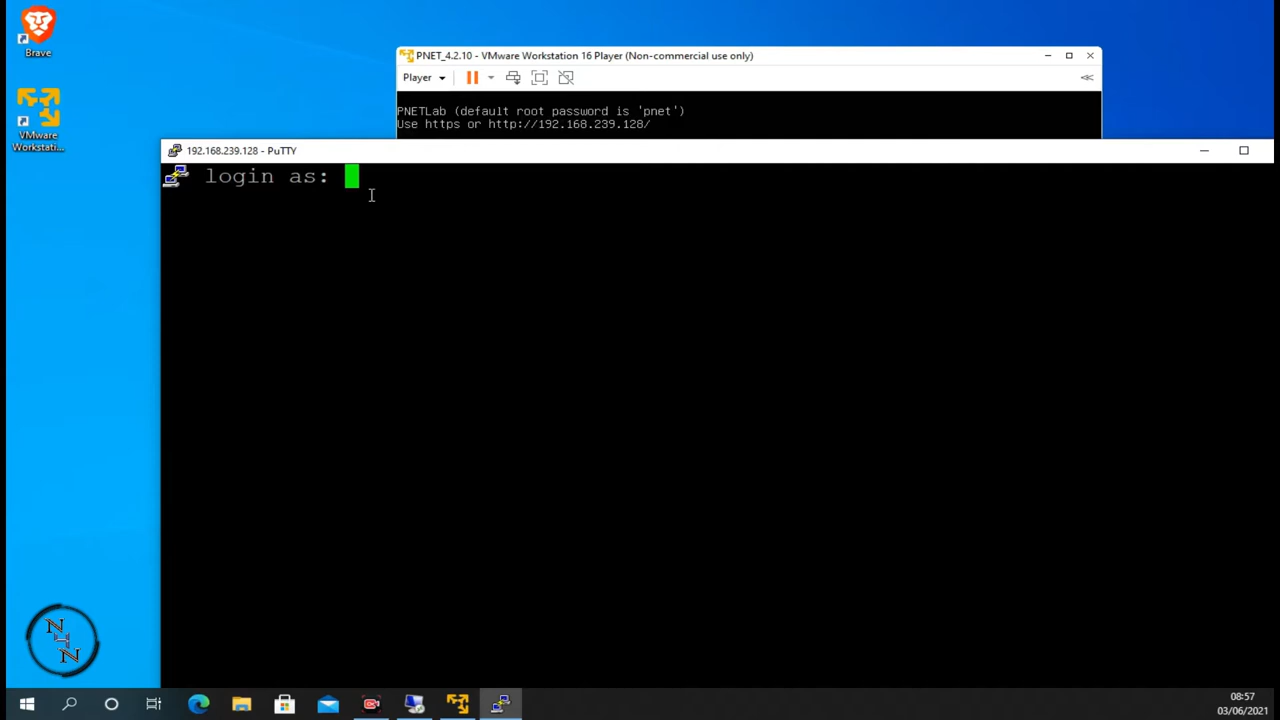 Brave
VMware
Workstati...
PNET_4.2.10 - VMware Workstation 16 Player (Non-commercial use only)
Player
PNETLab (default root password is 'pnet')
Use https or http://192.168.239.128/
192.168.239.128 - PuTTY
login as:
N
H
N
08:57
03/06/2021